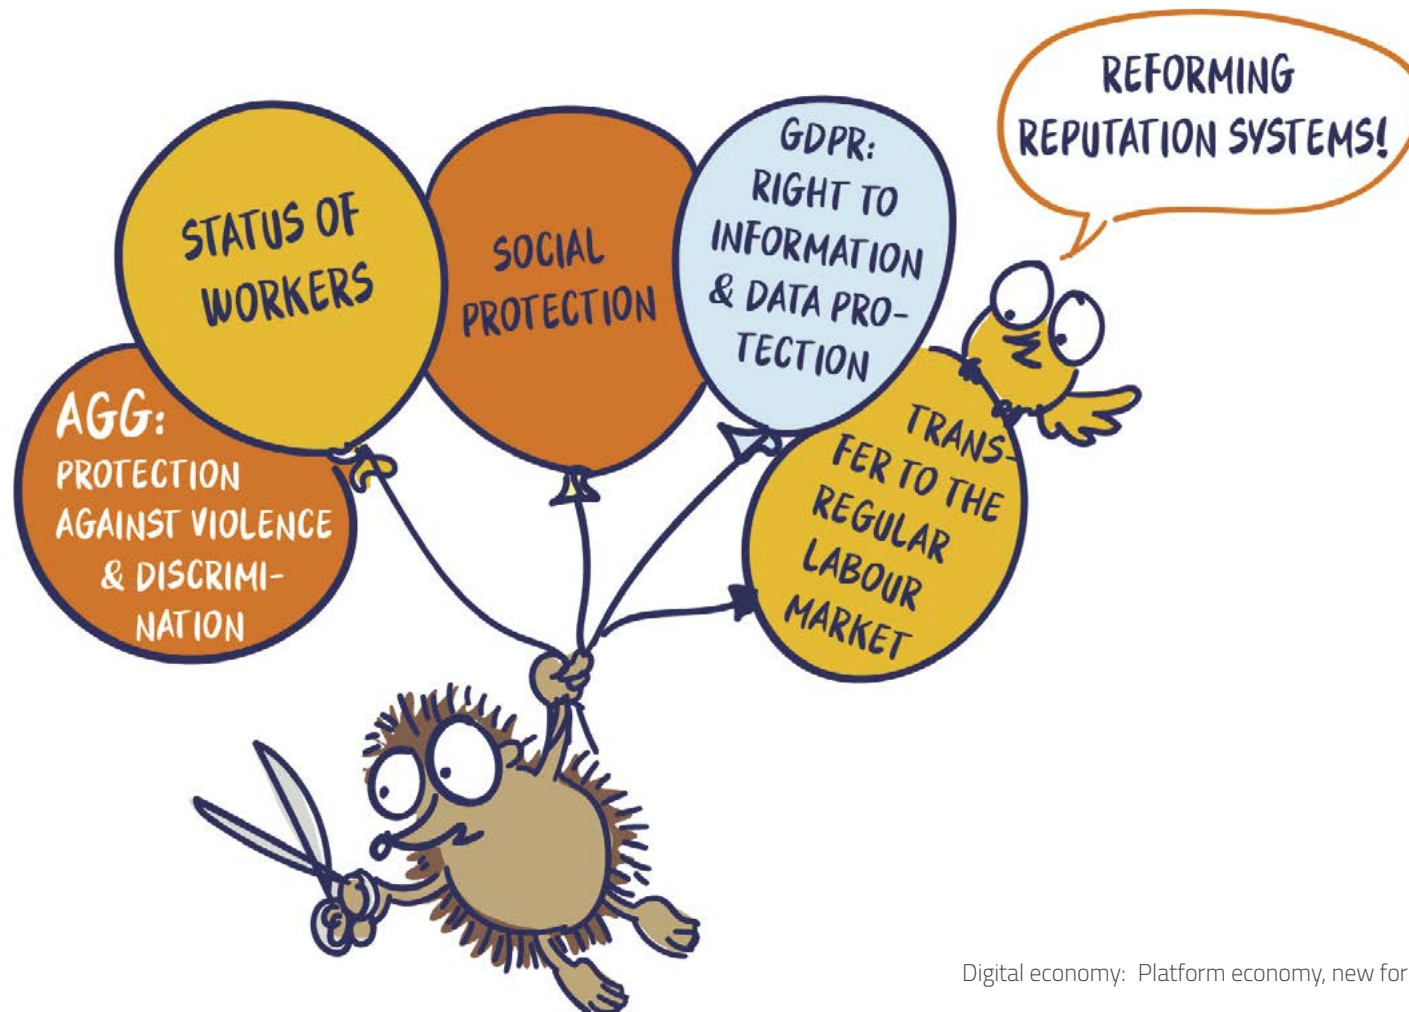 REFORMING
REPUTATION SYSTEMS!
STATUS OF
WORKERS
SOCIAL
PROTECTION
GDPR:
RIGHT TO
INFORMATION
& DATA PRO-
TECTION
AGG:
PROTECTION
AGAINST VIOLENCE
& DISCRIMI-
NATION
TRANS-
FER TO THE
REGULAR
LABOUR
MARKET
Digital economy: Platform economy, new for